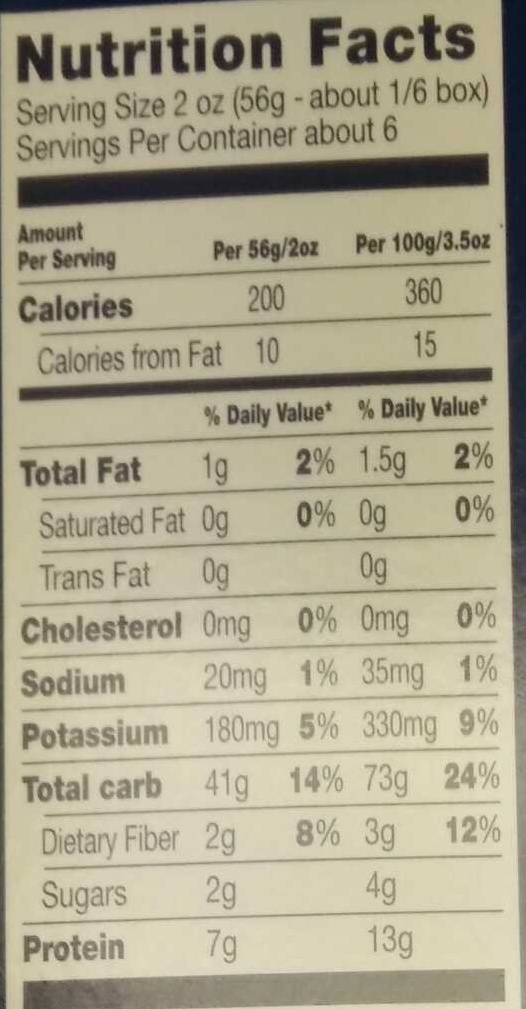 Nutrition Facts
Serving Size 2 oz (56g - about 1/6 box)
Servings Per Container about 6
Amount
Per Serving Per 56g/2oz Per 100g/3.5oz
Calories 200 360
Calories from Fat 10 15
% Daily Value* % Daily Value*
Total Fat 1g 2% 1.5g 2%
Saturated Fat 0g 0% 0g 0%
Trans Fat 0g 0g
Cholesterol 0mg 0% 0mg 0%
Sodium 20mg 1% 35mg 1%
Potassium 180mg 5% 330mg 9%
Total carb 41g 14% 73g 24%
Dietary Fiber 2g 8% 3g 12%
Sugars 2g 4g
Protein 7g 13g